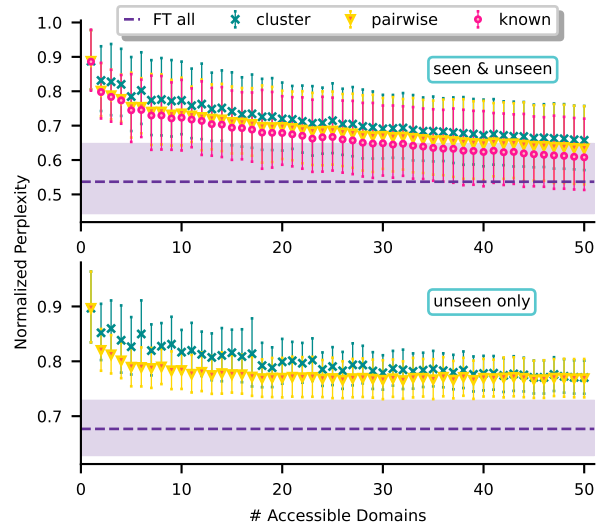 FT all cluster pairwise known
1.0
seen & unseen
0.9
0.8
0.7
0.6
0.5
0 10 20 30 40 50
Normalized Perplexity
unseen only
0.9
0.8
0.7
0 10 20 30 40 50
# Accessible Domains